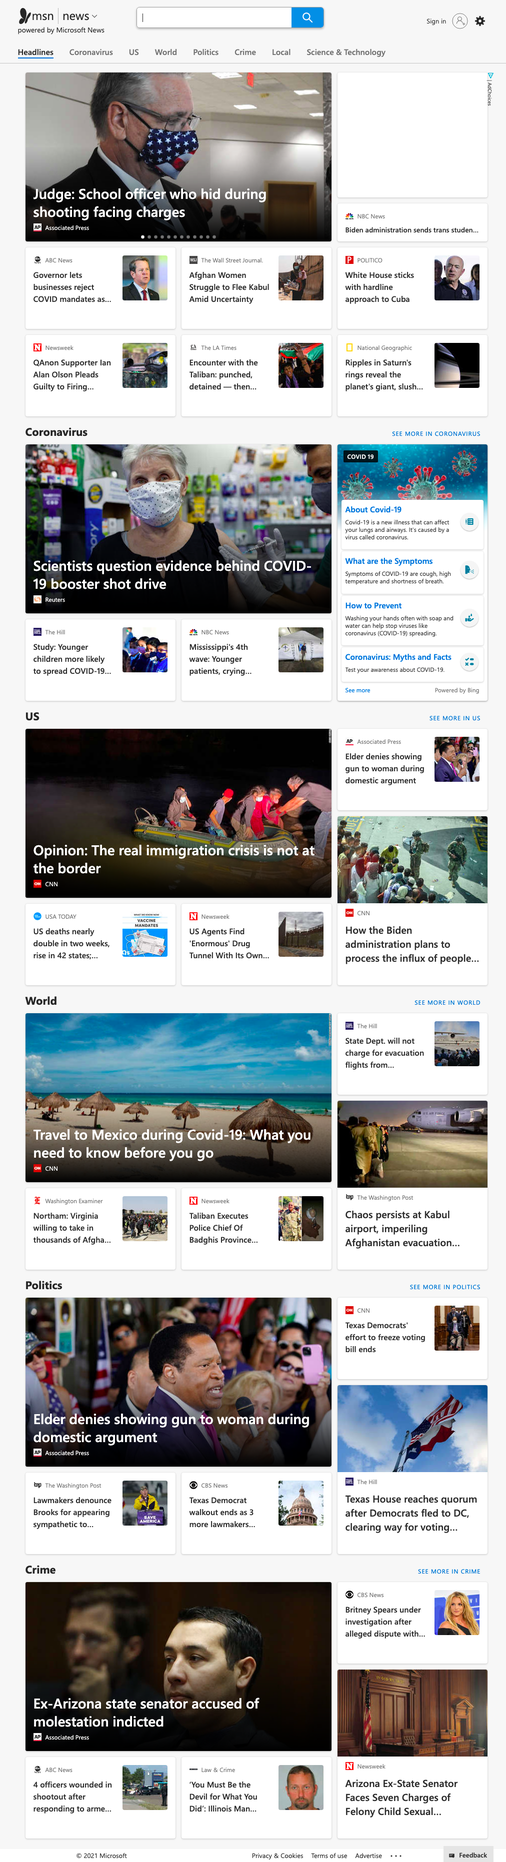 msn | news
powered by Microsoft News
Sign in
Headlines Coronavirus US World Politics Crime Local Science & Technology
Judge: School officer who hid during
shooting facing charges
Associated Press
AdChoices
NBC News
Biden administration sends trans studen...
ABC News
Governor lets
businesses reject
COVID mandates as...
The Wall Street Journal.
Afghan Women
Struggle to Flee Kabul
Amid Uncertainty
POLITICO
White House sticks
with hardline
approach to Cuba
Newsweek
QAnon Supporter Ian
Alan Olson Pleads
Guilty to Firing...
The LA Times
Encounter with the
Taliban: punched,
detained — then...
National Geographic
Ripples in Saturn's
rings reveal the
planet's giant, slush...
Coronavirus
SEE MORE IN CORONAVIRUS
Scientists question evidence behind COVID-
19 booster shot drive
Reuters
COVID 19
About Covid-19
Covid-19 is a new illness that can affect
your lungs and airways. It's caused by a
virus called coronavirus.
What are the Symptoms
Symptoms of COVID-19 are cough, high
temperature and shortness of breath.
How to Prevent
Washing your hands often with soap and
water can help stop viruses like
coronavirus (COVID-19) spreading.
Coronavirus: Myths and Facts
Test your awareness about COVID-19.
See more
Powered by Bing
The Hill
Study: Younger
children more likely
to spread COVID-19...
NBC News
Mississippi's 4th
wave: Younger
patients, crying...
US
SEE MORE IN US
Opinion: The real immigration crisis is not at
the border
CNN
Associated Press
Elder denies showing
gun to woman during
domestic argument
CNN
How the Biden
administration plans to
process the influx of people...
USA TODAY
US deaths nearly
double in two weeks,
rise in 42 states;...
VACCINE
MANDATES
Newsweek
US Agents Find
'Enormous' Drug
Tunnel With Its Own...
World
SEE MORE IN WORLD
Travel to Mexico during Covid-19: What you
need to know before you go
CNN
The Hill
State Dept. will not
charge for evacuation
flights from...
The Washington Post
Chaos persists at Kabul
airport, imperiling
Afghanistan evacuation...
Washington Examiner
Northam: Virginia
willing to take in
thousands of Afgha...
Newsweek
Taliban Executes
Police Chief Of
Badghis Province...
Politics
SEE MORE IN POLITICS
Elder denies showing gun to woman during
domestic argument
Associated Press
CNN
Texas Democrats'
effort to freeze voting
bill ends
The Hill
Texas House reaches quorum
after Democrats fled to DC,
clearing way for voting...
The Washington Post
Lawmakers denounce
Brooks for appearing
sympathetic to...
SAVE
AMERICA
CBS News
Texas Democrat
walkout ends as 3
more lawmakers...
Crime
SEE MORE IN CRIME
Ex-Arizona state senator accused of
molestation indicted
Associated Press
CBS News
Britney Spears under
investigation after
alleged dispute with...
Newsweek
Arizona Ex-State Senator
Faces Seven Charges of
Felony Child Sexual...
ABC News
4 officers wounded in
shootout after
responding to arme...
Law & Crime
'You Must Be the
Devil for What You
Did': Illinois Man...
© 2021 Microsoft
Privacy & Cookies Terms of use Advertise ...
Feedback